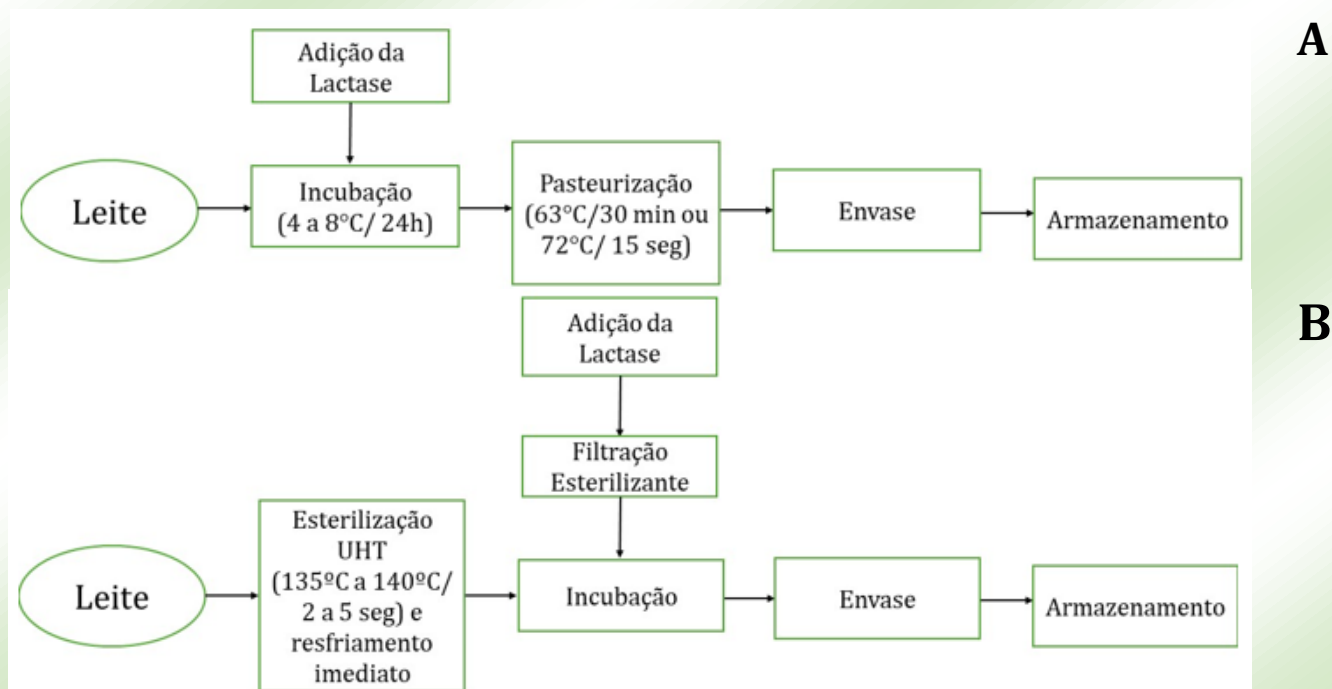 A
Adição da
Lactase
Leite
Incubação
(4 a 8°C/ 24h)
Pasteurização
(63°C/30 min ou
72°C/ 15 seg)
Envase
Armazenamento
B
Adição da
Lactase
Filtração
Esterilizante
Leite
Esterilização
UHT
(135ºC a 140ºC/
2 a 5 seg) e
resfriamento
imediato
Incubação
Envase
Armazenamento